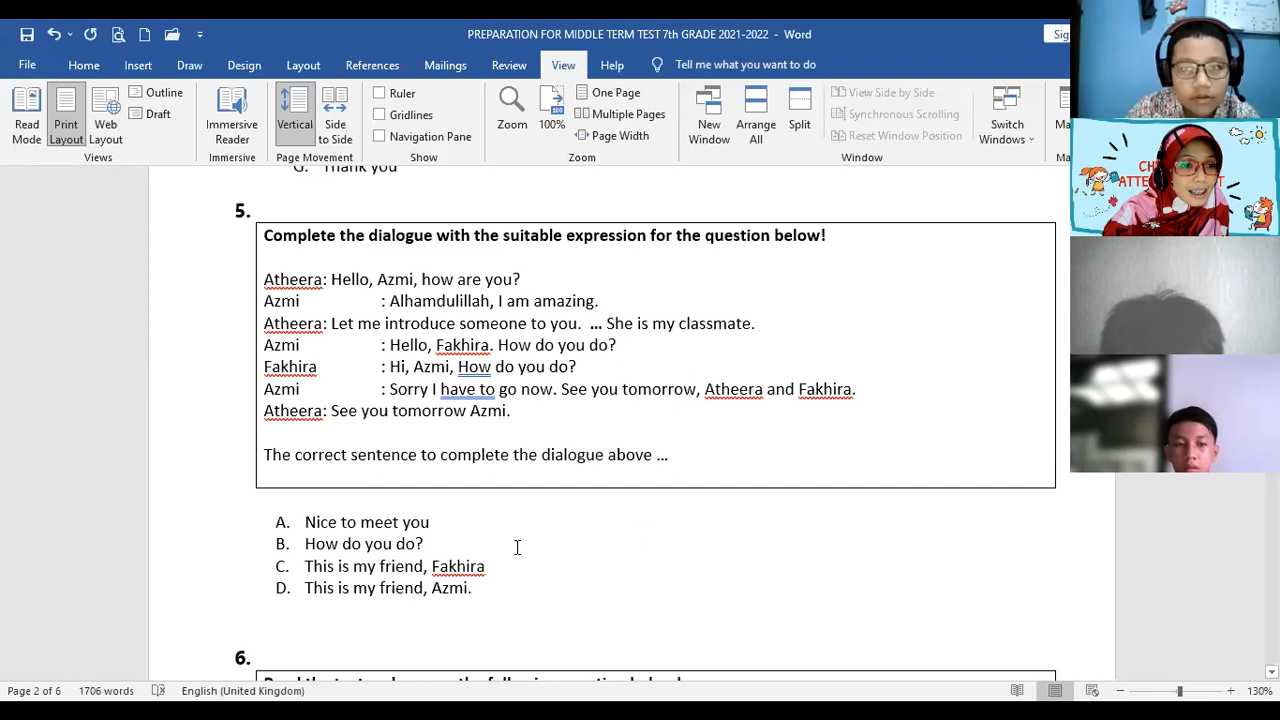 PREPARATION FOR MIDDLE TERM TEST 7th GRADE 2021-2022 - Word
File Home Insert Draw Design Layout References Mailings Review View Help Tell me what you want to do
Read Mode
Print Layout
Web Layout
Outline
Draft
Views
Immersive Reader
Immersive
Vertical
Side to Side
Page Movement
Ruler
Gridlines
Navigation Pane
Show
Zoom
100%
One Page
Multiple Pages
Page Width
Zoom
New Window
Arrange All
Split
View Side by Side
Synchronous Scrolling
Reset Window Position
Switch Windows
Window
Thank you
5.
Complete the dialogue with the suitable expression for the question below!
Atheera: Hello, Azmi, how are you?
Azmi : Alhamdulillah, I am amazing.
Atheera: Let me introduce someone to you. ... She is my classmate.
Azmi : Hello, Fakhira. How do you do?
Fakhira : Hi, Azmi, How do you do?
Azmi : Sorry I have to go now. See you tomorrow, Atheera and Fakhira.
Atheera: See you tomorrow Azmi.
The correct sentence to complete the dialogue above ...
A. Nice to meet you
B. How do you do?
C. This is my friend, Fakhira
D. This is my friend, Azmi.
6.
Page 2 of 6 1706 words English (United Kingdom) 130%